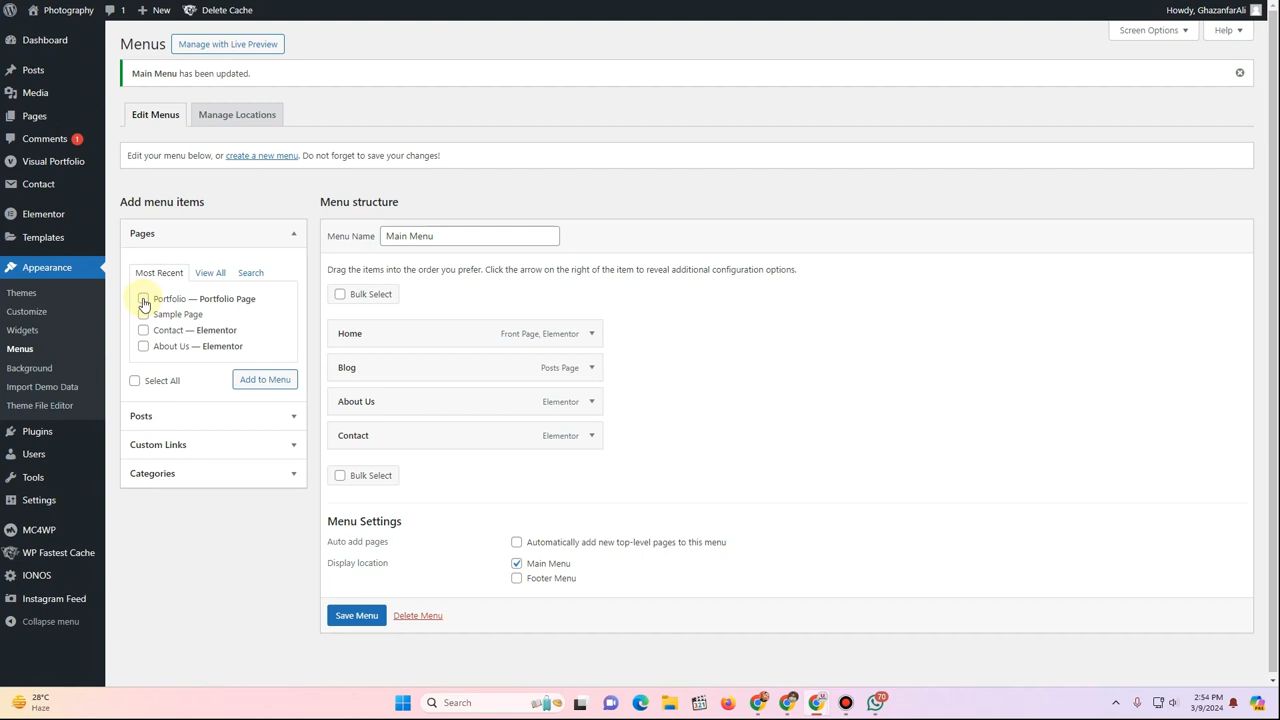 Photography 1 New Delete Cache Howdy, GhazanfarAli
Dashboard
Posts
Media
Pages
Comments 1
Visual Portfolio
Contact
Elementor
Templates
Appearance
Themes
Customize
Widgets
Menus
Background
Import Demo Data
Theme File Editor
Plugins
Users
Tools
Settings
MC4WP
WP Fastest Cache
IONOS
Instagram Feed
Collapse menu
Menus Manage with Live Preview
Screen Options Help
Main Menu has been updated.
Edit Menus Manage Locations
Edit your menu below, or create a new menu. Do not forget to save your changes!
Add menu items
Pages
Most Recent View All Search
Portfolio — Portfolio Page
Sample Page
Contact — Elementor
About Us — Elementor
Select All Add to Menu
Posts
Custom Links
Categories
Menu structure
Menu Name Main Menu
Drag the items into the order you prefer. Click the arrow on the right of the item to reveal additional configuration options.
Bulk Select
Home Front Page, Elementor
Blog Posts Page
About Us Elementor
Contact Elementor
Bulk Select
Menu Settings
Auto add pages Automatically add new top-level pages to this menu
Display location Main Menu
Footer Menu
Save Menu Delete Menu
28°C
Haze
Search
70
2:54 PM
3/9/2024